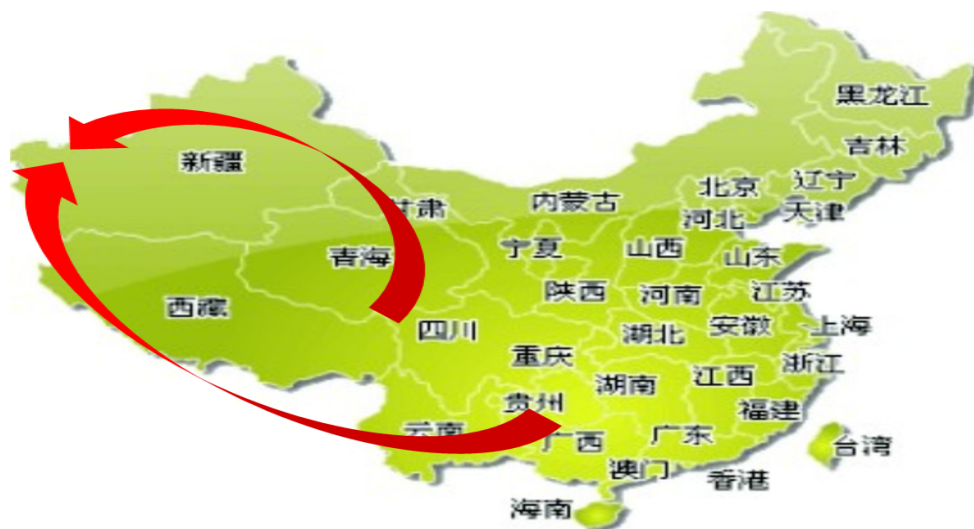 黑龙江
吉林
新疆
北京
辽宁
甘肃
内蒙古
河北
天津
青海
宁夏
山西
山东
西藏
陕西
河南
江苏
四川
湖北
安徽
上海
重庆
湖南
江西
浙江
贵州
福建
云南
广西
广东
台湾
澳门
香港
海南